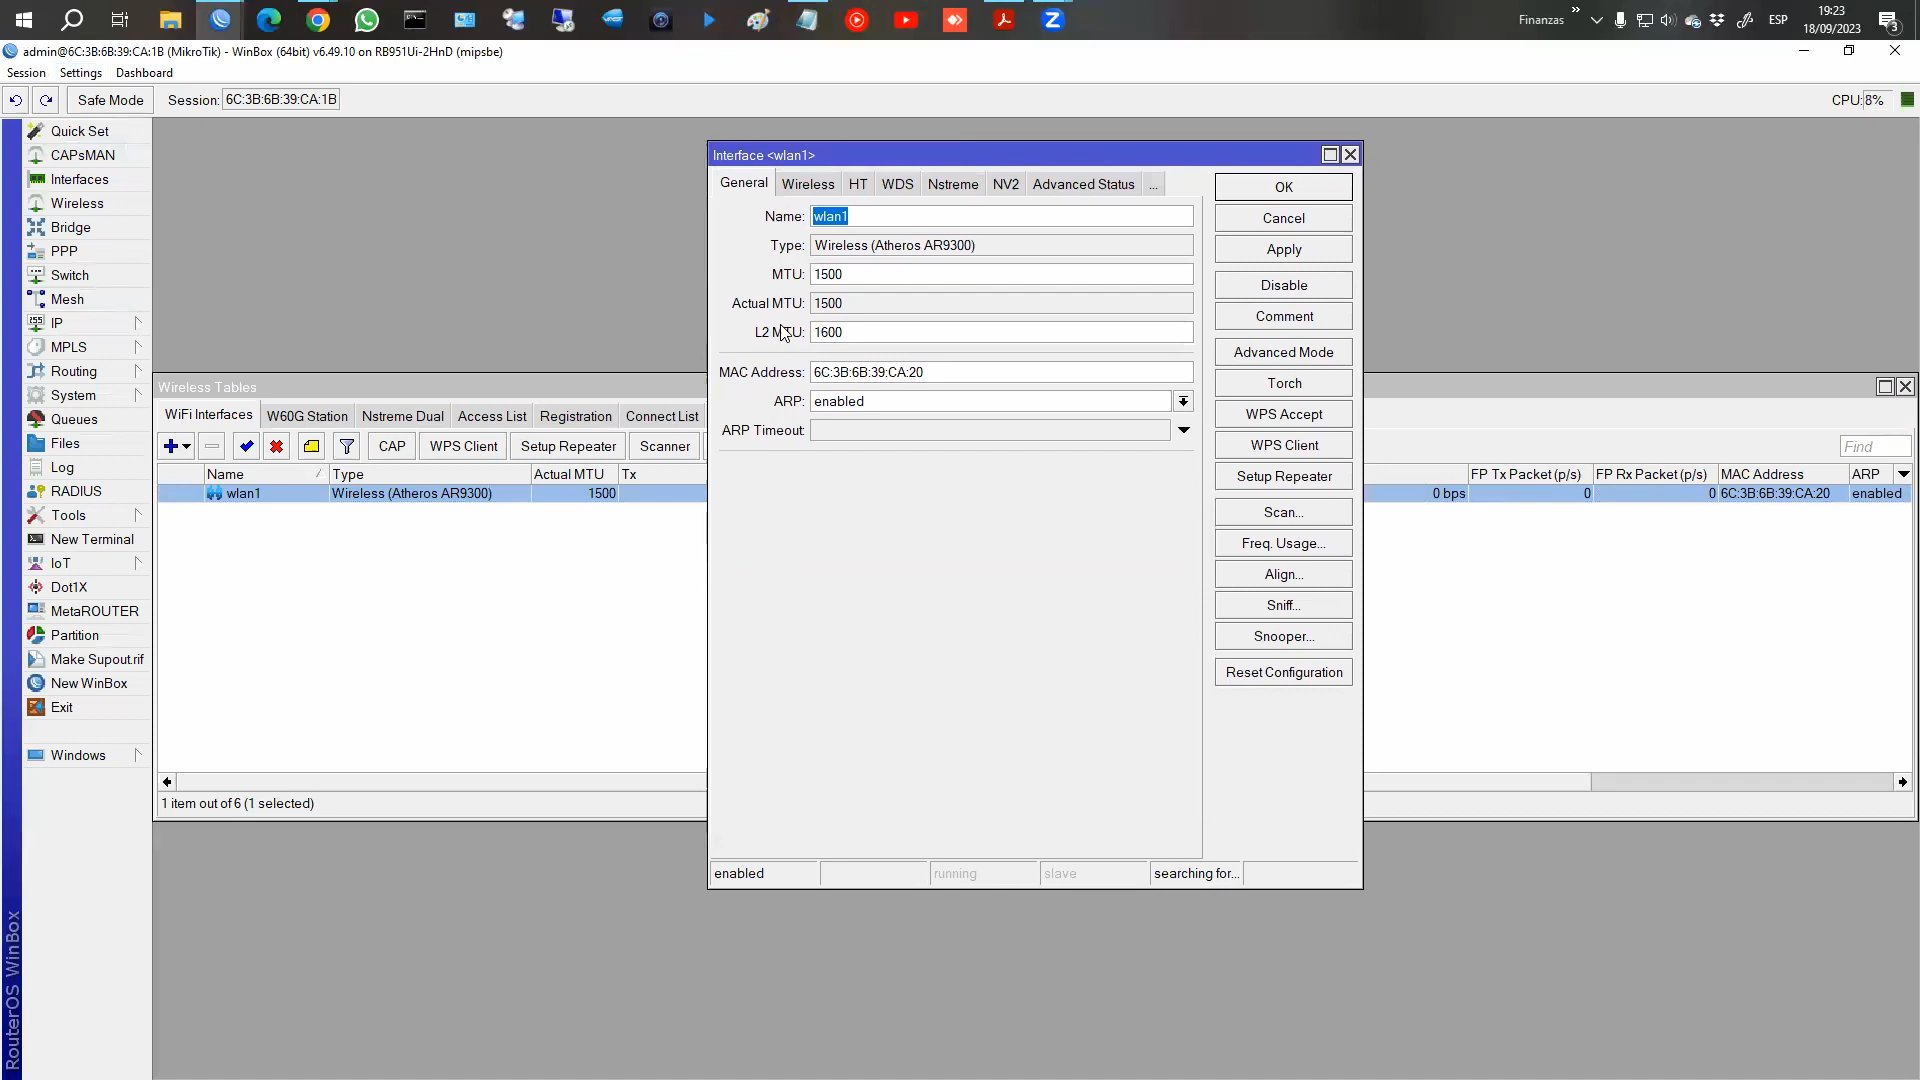 Finanzas » ESP 19:23
18/09/2023 3
admin@6C:3B:6B:39:CA:1B (MikroTik) - WinBox (64bit) v6.49.10 on RB951Ui-2HnD (mipsbe)
Session Settings Dashboard
Safe Mode Session: 6C:3B:6B:39:CA:1B CPU: 8%
Quick Set
CAPsMAN
Interfaces
Wireless
Bridge
PPP
Switch
Mesh
IP
MPLS
Routing
System
Queues
Files
Log
RADIUS
Tools
New Terminal
IoT
Dot1X
MetaROUTER
Partition
Make Supout.rif
New WinBox
Exit
Windows
RouterOS WinBox
Wireless Tables
WiFi Interfaces W60G Station Nstreme Dual Access List Registration Connect List
CAP WPS Client Setup Repeater Scanner Find
Name Type Actual MTU Tx FP Tx Packet (p/s) FP Rx Packet (p/s) MAC Address ARP
wlan1 Wireless (Atheros AR9300) 1500 0 bps 0 0 6C:3B:6B:39:CA:20 enabled
1 item out of 6 (1 selected)
Interface <wlan1>
General Wireless HT WDS Nstreme NV2 Advanced Status ...
Name: wlan1
Type: Wireless (Atheros AR9300)
MTU: 1500
Actual MTU: 1500
L2 MTU: 1600
MAC Address: 6C:3B:6B:39:CA:20
ARP: enabled
ARP Timeout:
OK
Cancel
Apply
Disable
Comment
Advanced Mode
Torch
WPS Accept
WPS Client
Setup Repeater
Scan...
Freq. Usage...
Align...
Sniff...
Snooper...
Reset Configuration
enabled running slave searching for...